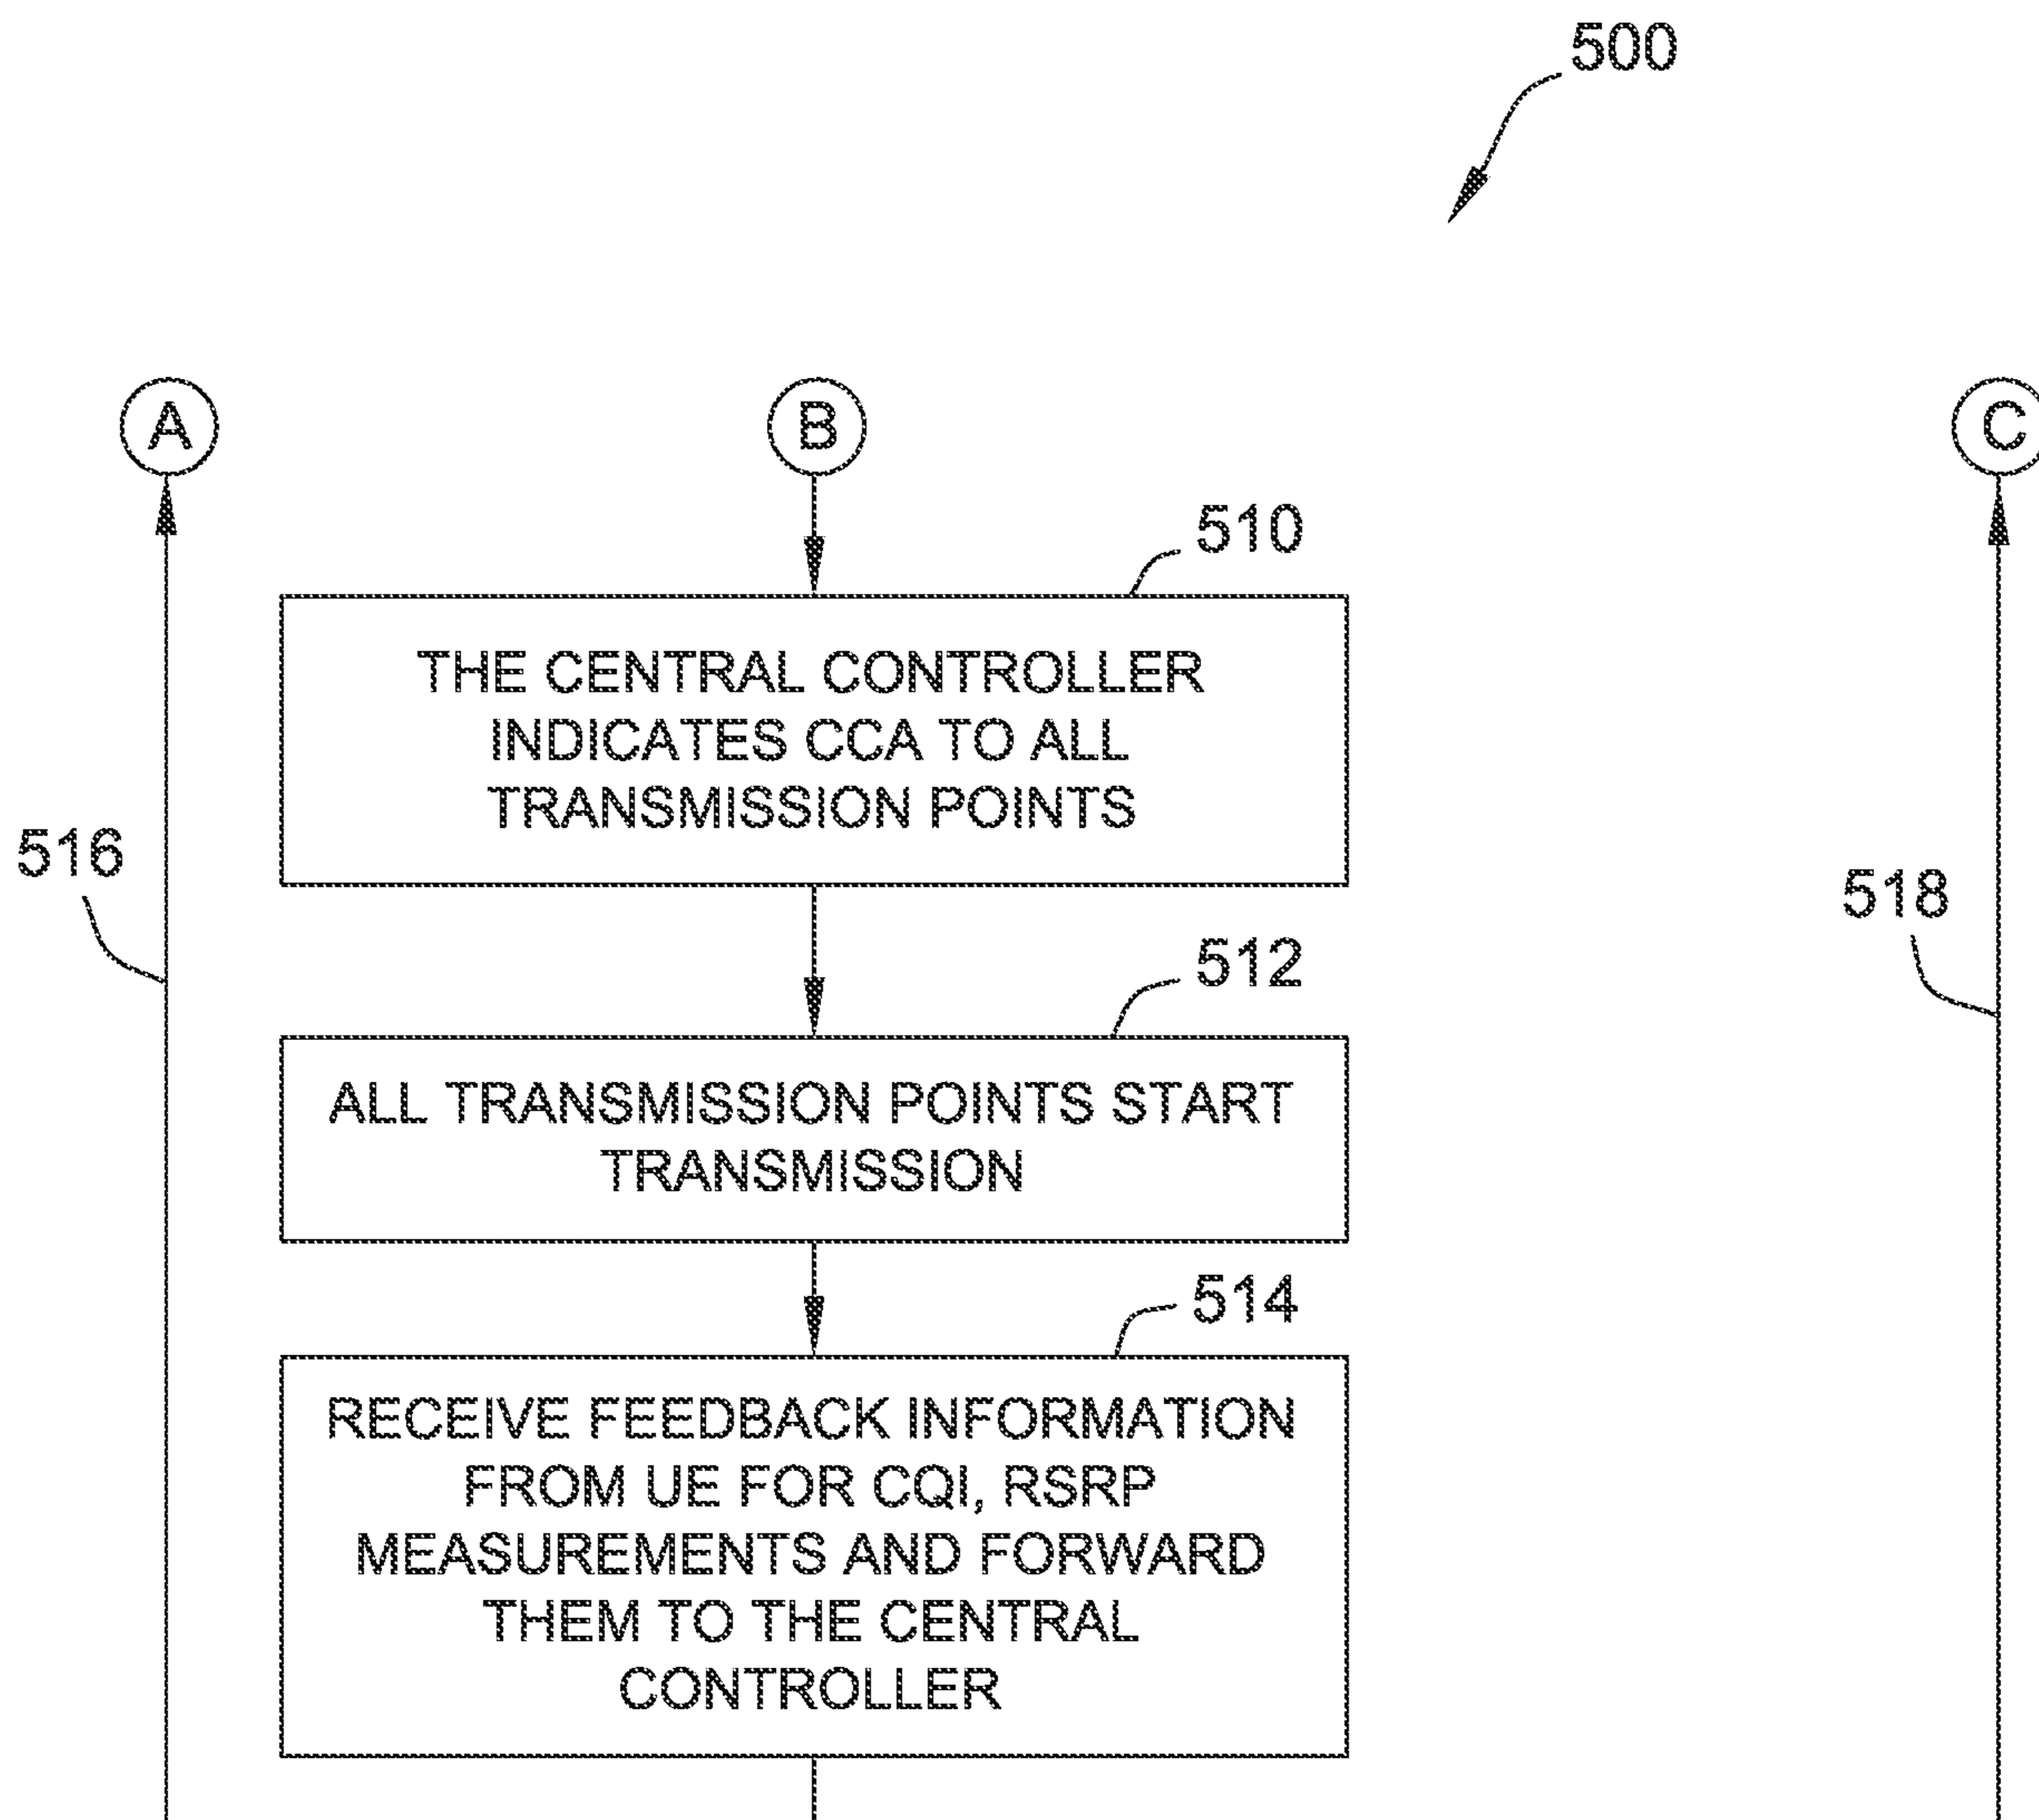 500
A
B
C
510
THE CENTRAL CONTROLLER
INDICATES CCA TO ALL
TRANSMISSION POINTS
516
518
512
ALL TRANSMISSION POINTS START
TRANSMISSION
514
RECEIVE FEEDBACK INFORMATION
FROM UE FOR CQI, RSRP
MEASUREMENTS AND FORWARD
THEM TO THE CENTRAL
CONTROLLER